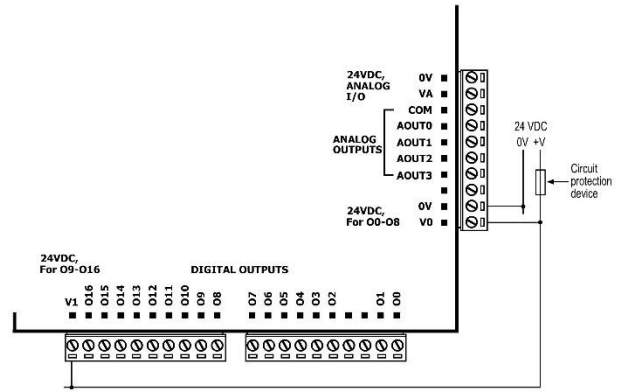 24VDC,
ANALOG
I/O
0V
VA
COM
AOUT0
AOUT1
AOUT2
AOUT3
ANALOG
OUTPUTS
24 VDC
0V +V
Circuit
protection
device
24VDC,
For O0-O8
0V
V0
24VDC,
For O9-O16
DIGITAL OUTPUTS
V1
O16
O15
O14
O13
O12
O11
O10
O9
O8
O7
O6
O5
O4
O3
O2
O1
O0